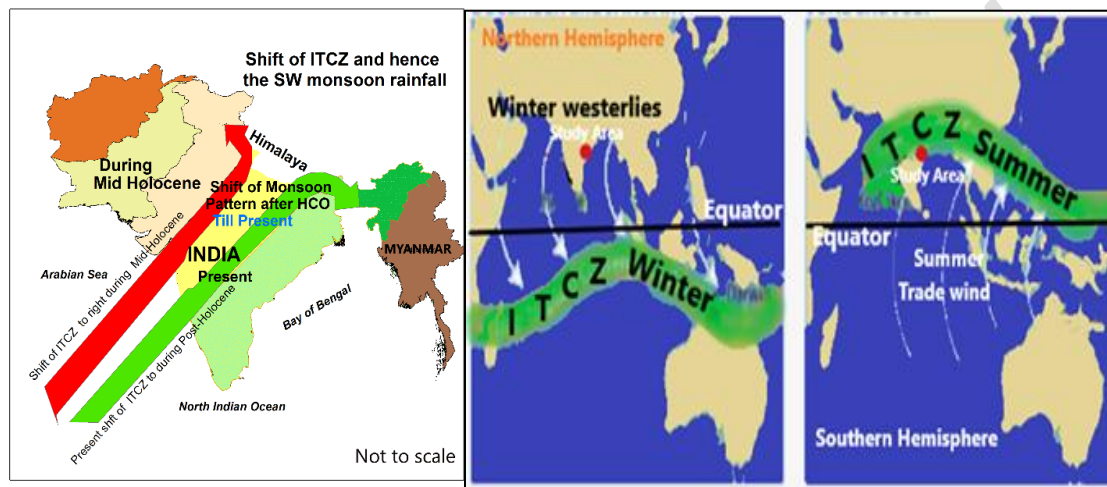 Shift of ITCZ and hence
the SW monsoon rainfall
Himalaya
During
Mid Holocene
Shift of Monsoon
Pattern after HCO
Till Present
INDIA
Present
MYANMAR
Arabian Sea
Bay of Bengal
Shift of ITCZ to right during Mid-Holocene
Present shft of ITCZ to during Post-Holocene
North Indian Ocean
Not to scale
Northern Hemisphere
Winter westerlies
Study Area
Equator
ITCZ Winter
ITCZ Summer
Study Area
Equator
Summer
Trade wind
Southern Hemisphere